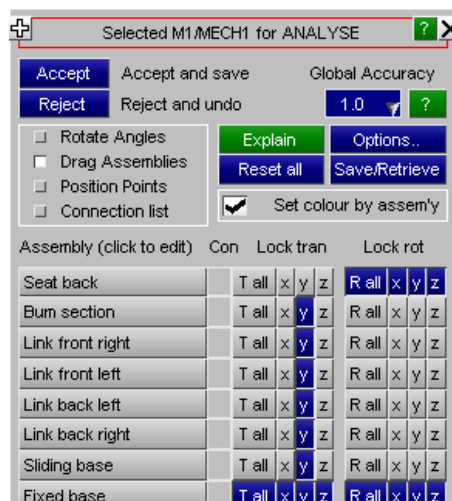 Selected M1/MECH1 for ANALYSE ? X
Accept Accept and save Global Accuracy
Reject Reject and undo 1.0 ?
Rotate Angles Explain Options..
Drag Assemblies Reset all Save/Retrieve
Position Points
Connection list Set colour by assem'y
Assembly (click to edit) Con Lock tran Lock rot
Seat back T all x y z R all x y z
Bum section T all x y z R all x y z
Link front right T all x y z R all x y z
Link front left T all x y z R all x y z
Link back left T all x y z R all x y z
Link back right T all x y z R all x y z
Sliding base T all x y z R all x y z
Fixed base T all x y z R all x y z